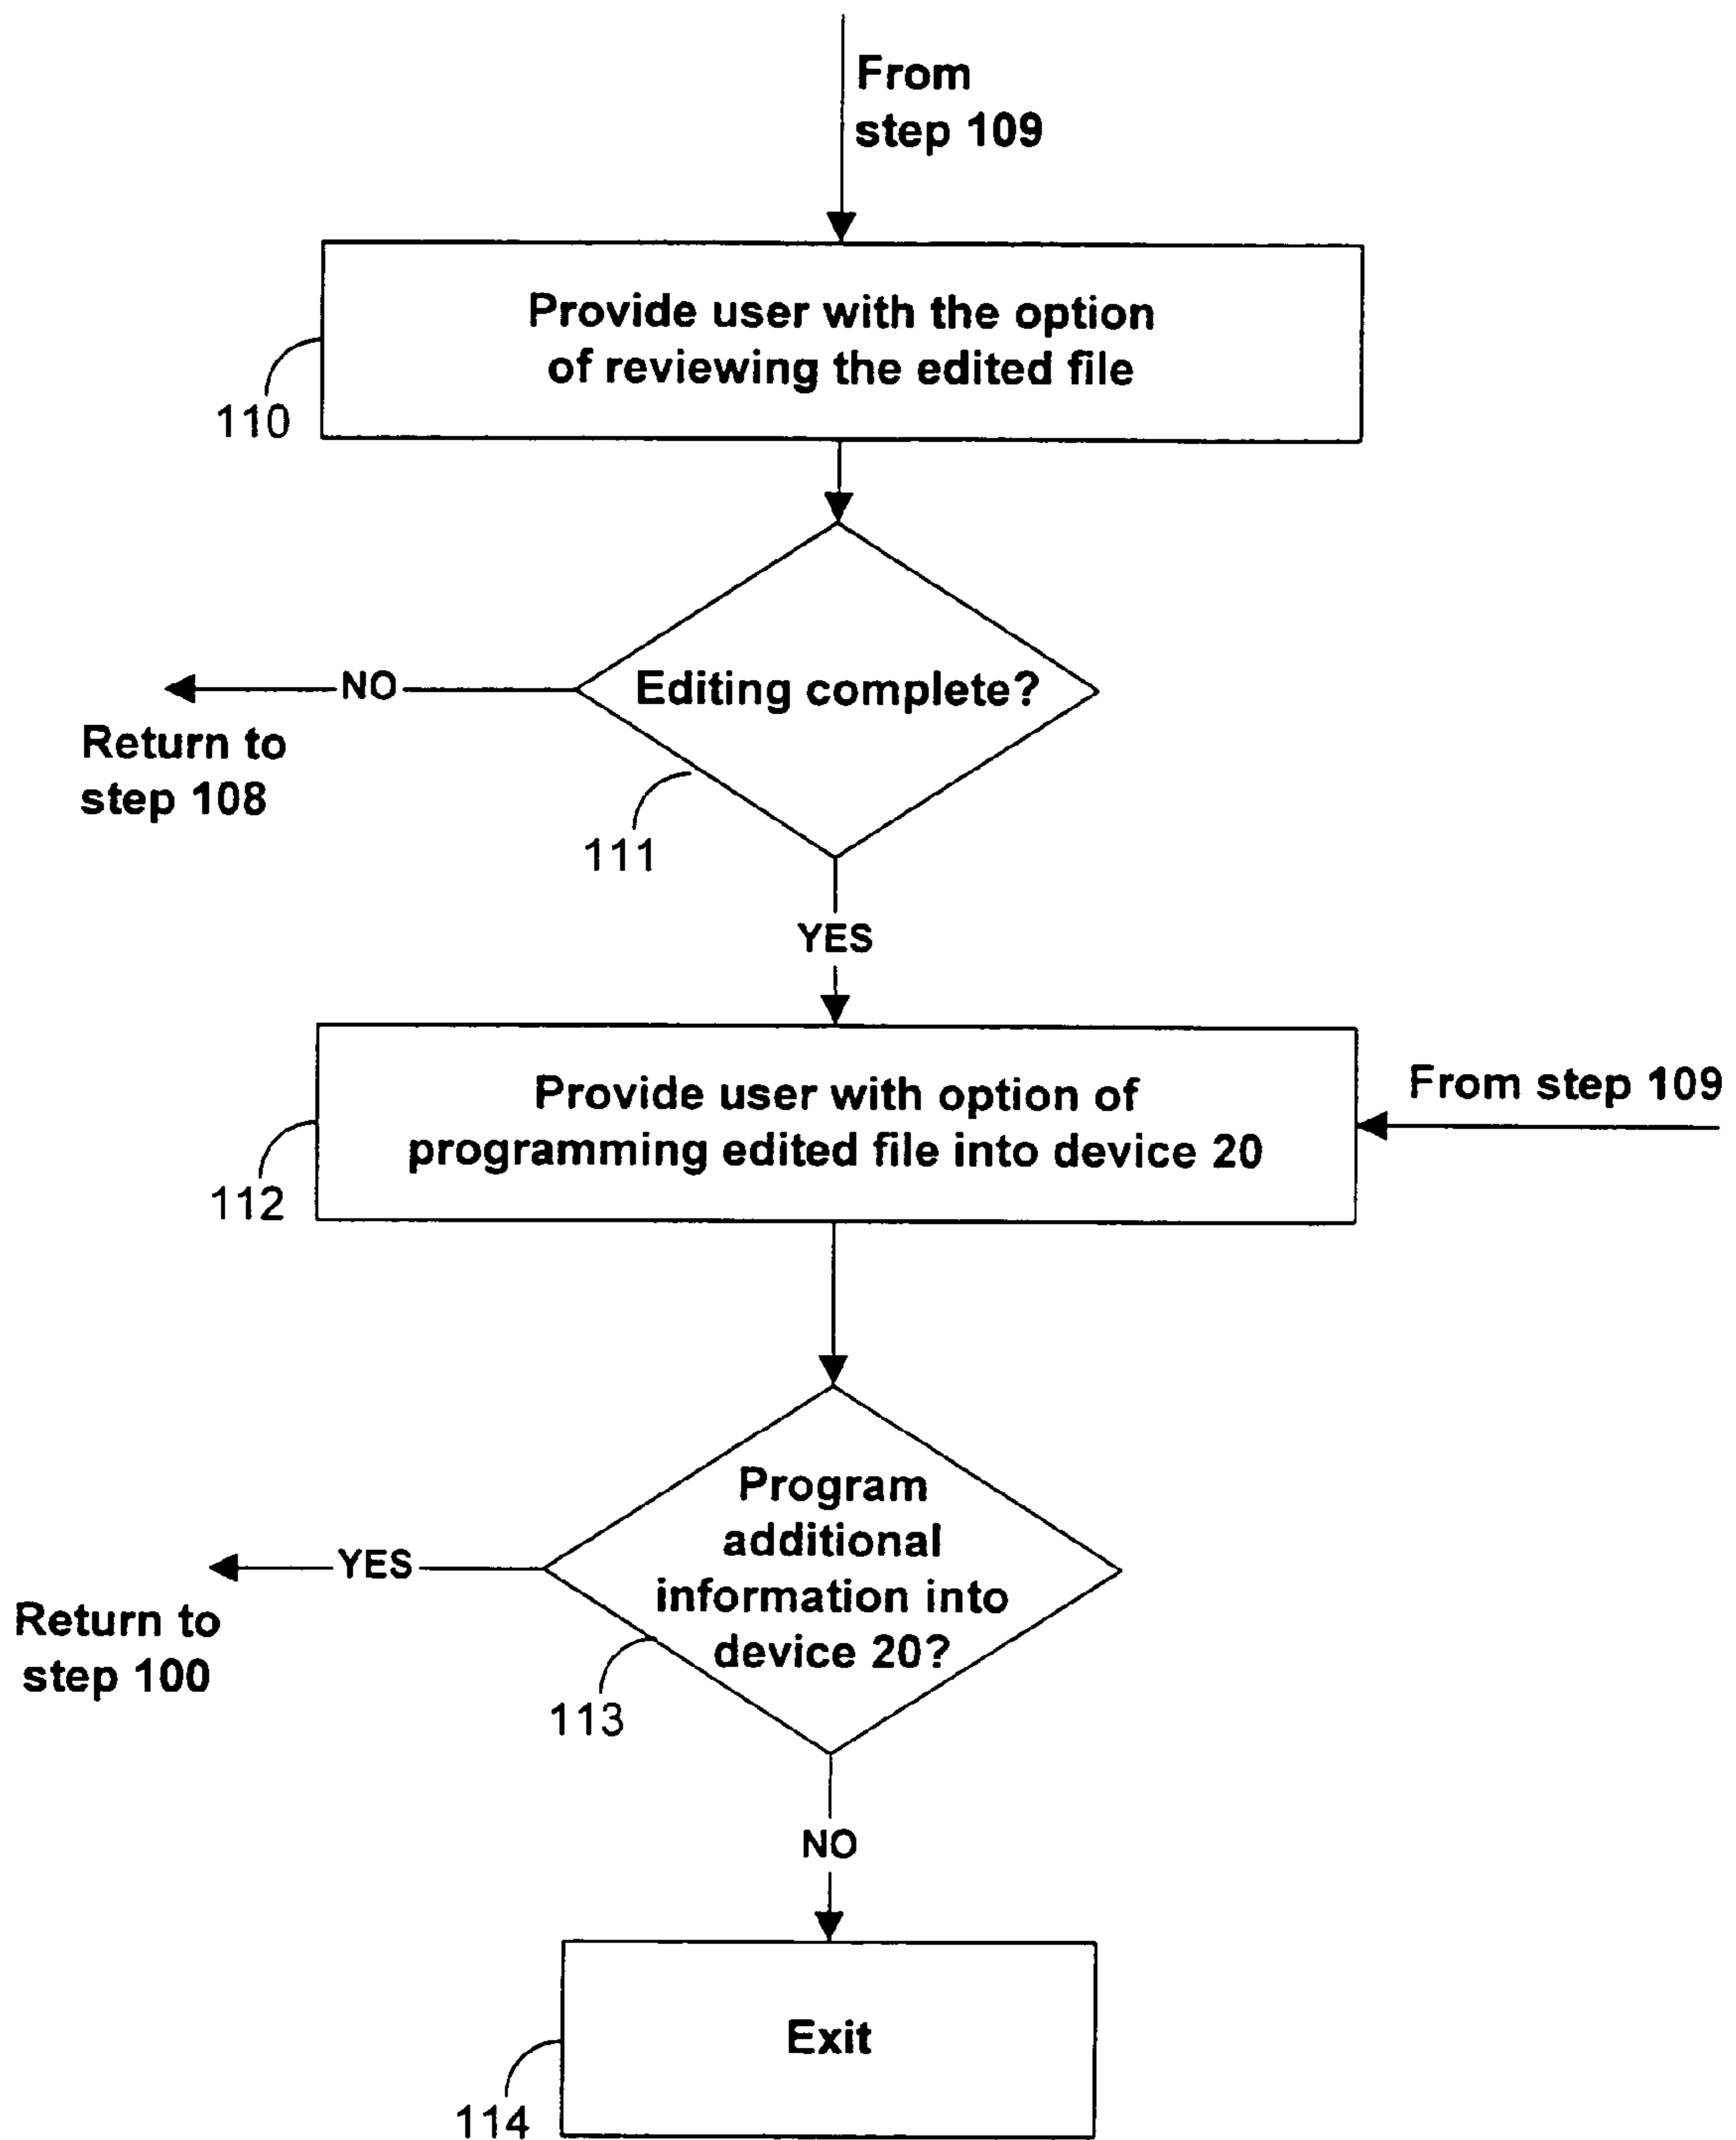 From
step 109
Provide user with the option
of reviewing the edited file
110
Editing complete?
NO
Return to
step 108
111
YES
Provide user with option of
programming edited file into device 20
From step 109
112
Program
additional
information into
device 20?
YES
Return to
step 100
113
NO
Exit
114